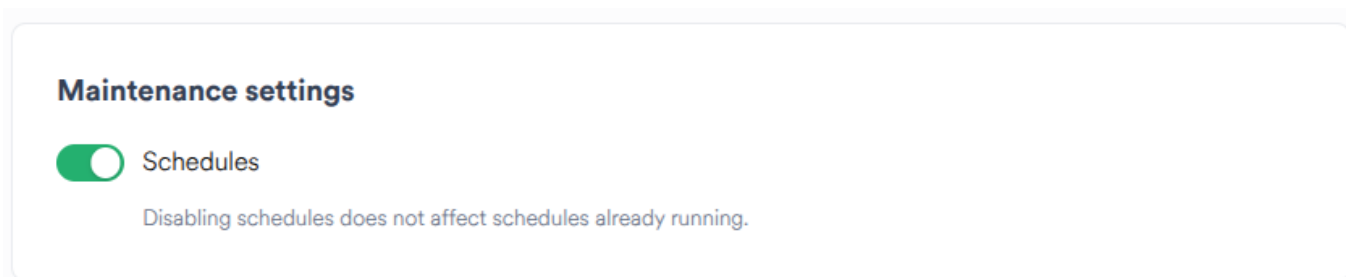 Maintenance settings
Schedules
Disabling schedules does not affect schedules already running.